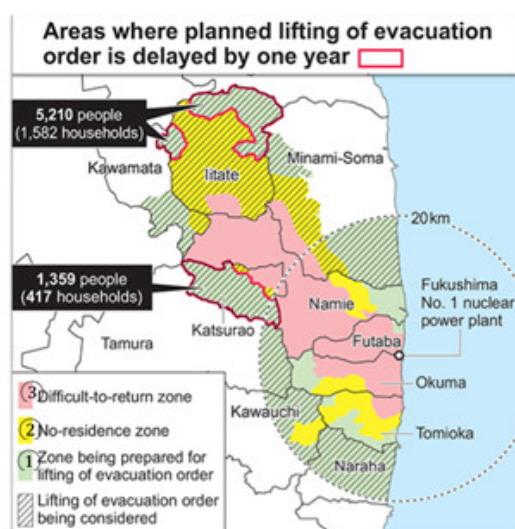 Areas where planned lifting of evacuation
order is delayed by one year
5,210 people
(1,582 households)
Kawamata
Minami-Soma
Iitate
20km
1,359 people
(417 households)
Namie
Fukushima
No. 1 nuclear
power plant
Katsurao
Tamura
Futaba
Okuma
3 Difficult-to-return zone
2 No-residence zone
1 Zone being prepared for
lifting of evacuation order
Lifting of evacuation order
being considered
Kawauchi
Tomioka
Naraha